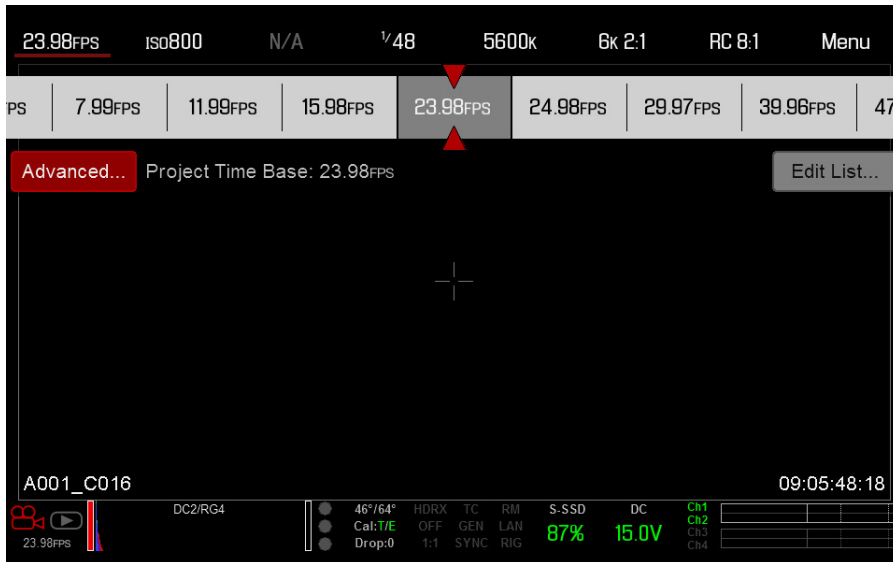 23.98FPS ISO800 N/A 1/48 5600K 6K 2:1 RC 8:1 Menu
PS 7.99FPS 11.99FPS 15.98FPS 23.98FPS 24.98FPS 29.97FPS 39.96FPS 47
Advanced... Project Time Base: 23.98FPS Edit List...
A001_C016 09:05:48:18
DC2/RG4 46°/64° HDRX TC RM S-SSD DC Ch1
Cal:T/E OFF GEN LAN 87% 15.0V Ch2
23.98FPS Drop:0 1:1 SYNC RIG Ch3
Ch4